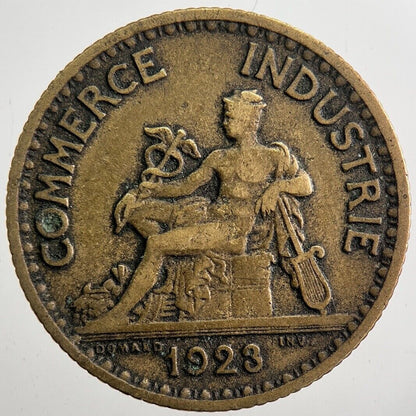 COMMERCE INDUSTRIE
DOMARD INV.
1923